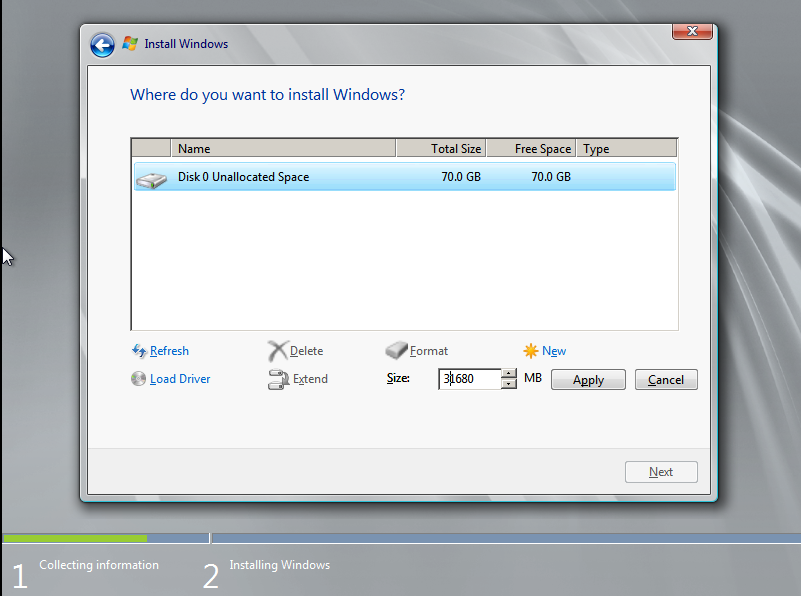 Install Windows
Where do you want to install Windows?
Name Total Size Free Space Type
Disk 0 Unallocated Space 70.0 GB 70.0 GB
Refresh Delete Format New
Load Driver Extend Size: 31680 MB Apply Cancel
Next
1 Collecting information 2 Installing Windows